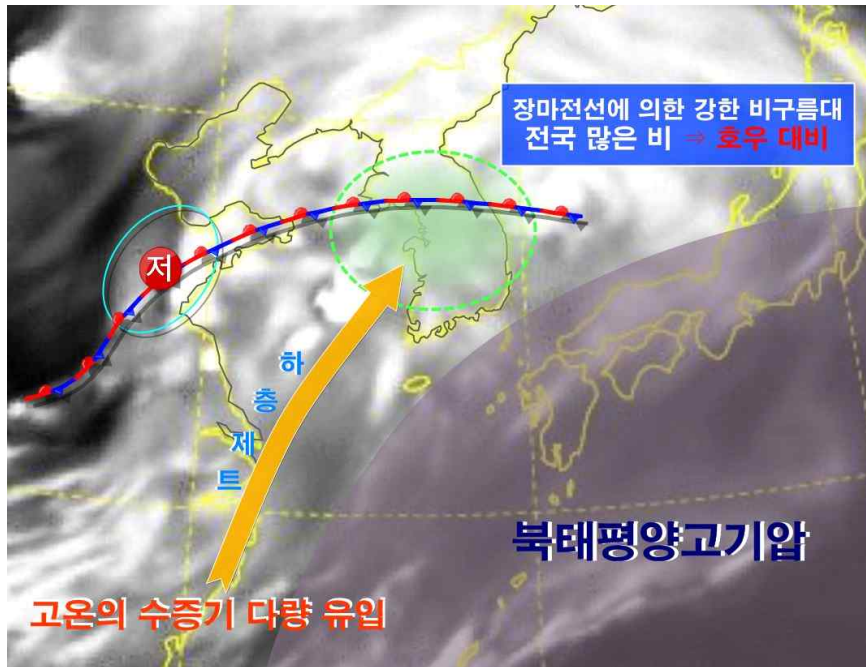 장마전선에 의한 강한 비구름대
전국 많은 비 ⇒ 호우 대비
저
하층제트
북태평양고기압
고온의 수증기 다량 유입